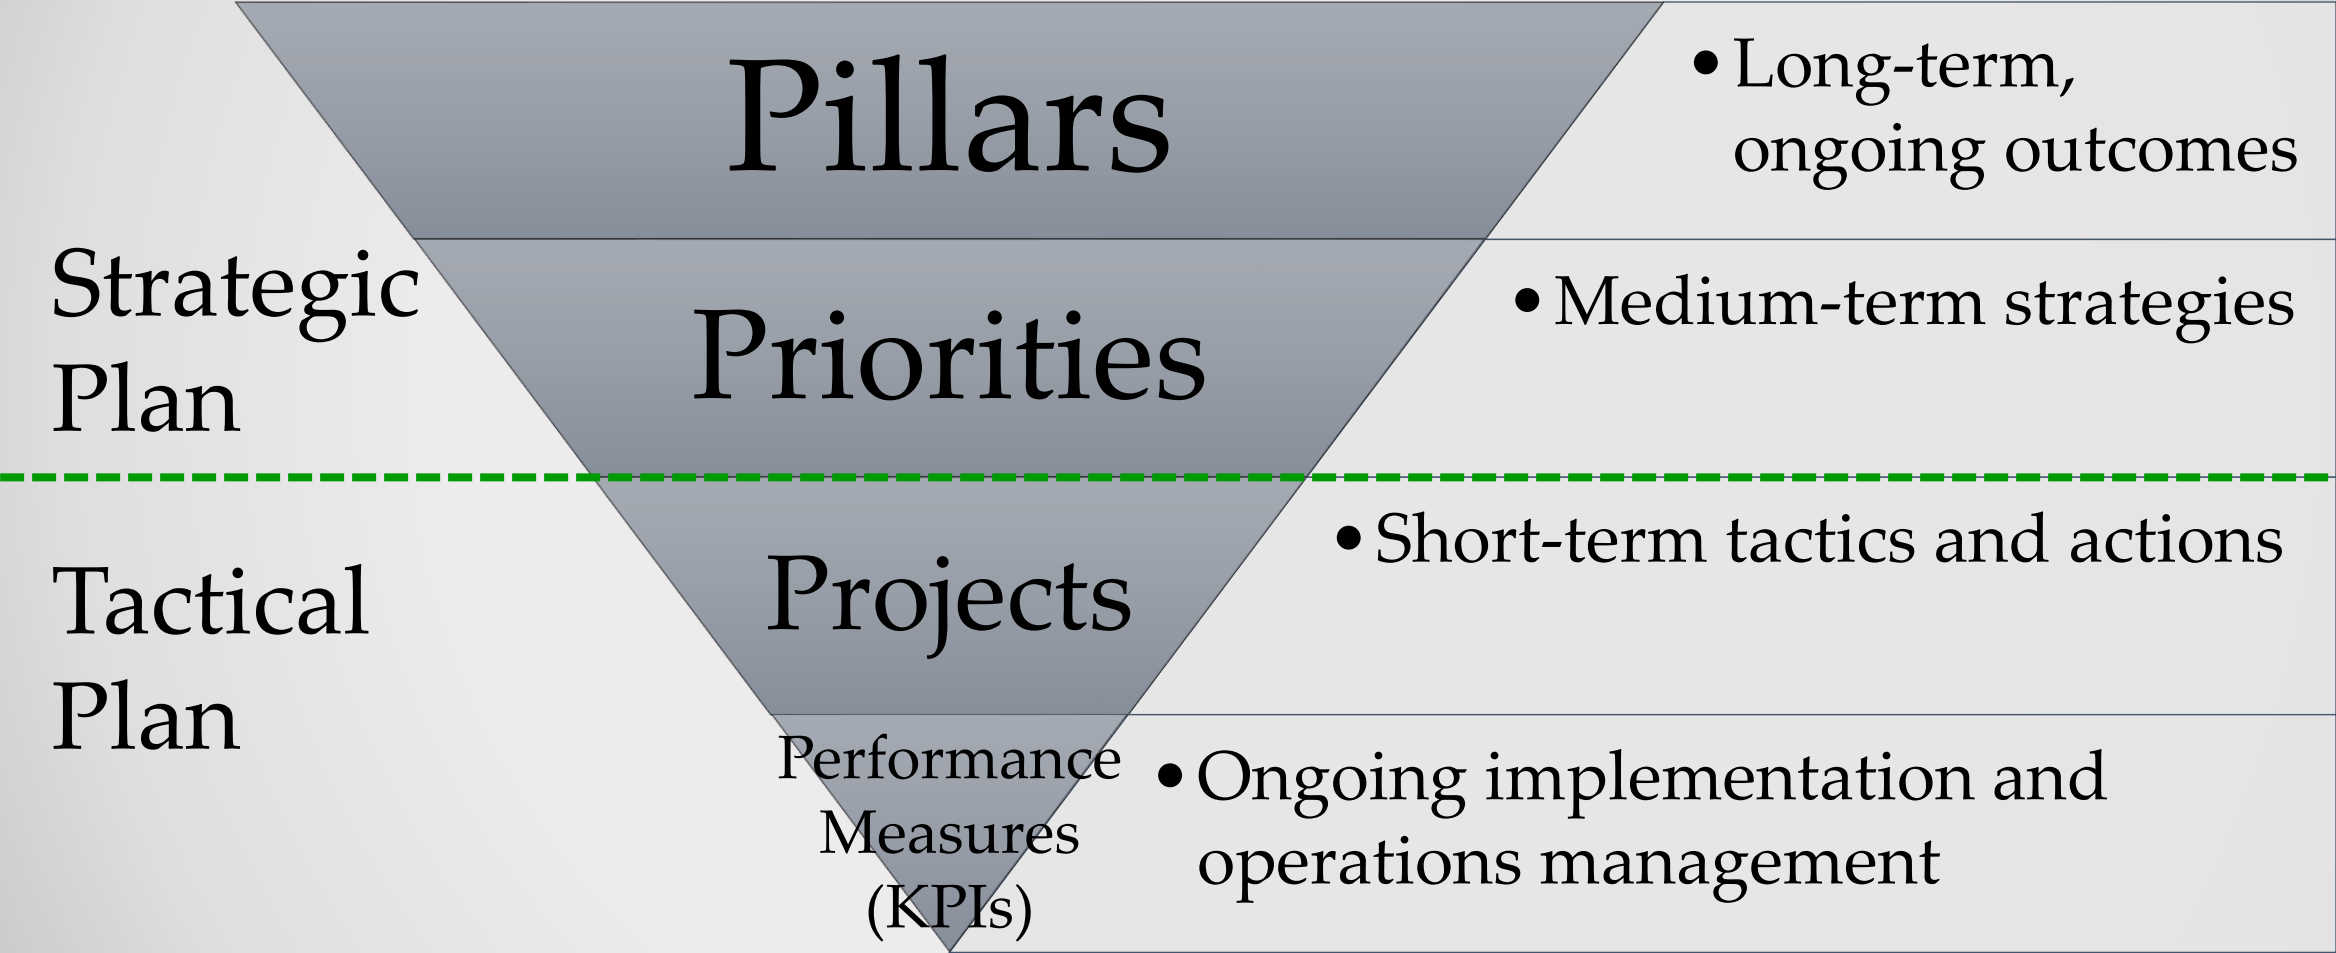 Pillars
• Long-term,
ongoing outcomes
Strategic
Plan
Priorities
• Medium-term strategies
Tactical
Plan
Projects
• Short-term tactics and actions
Performance
Measures
(KPIs)
• Ongoing implementation and
operations management